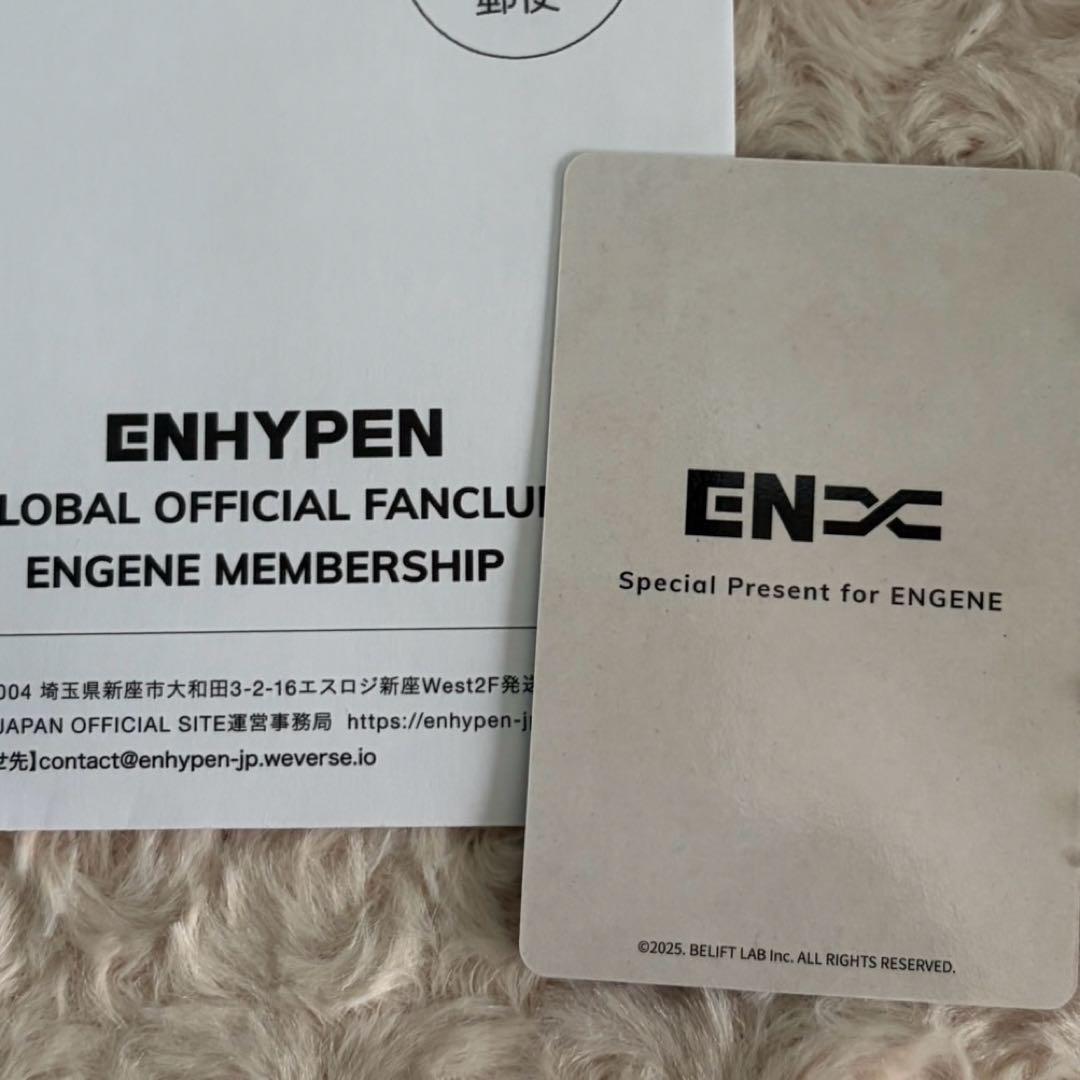 郵便
ENHYPEN
LOBAL OFFICIAL FANCLU
ENGENE MEMBERSHIP
004 埼玉県新座市大和田3-2-16エスロジ新座West2F発送
JAPAN OFFICIAL SITE運営事務局 https://enhypen-j
せ先】contact@enhypen-jp.weverse.io
EN
Special Present for ENGENE
©2025. BELIFT LAB Inc. ALL RIGHTS RESERVED.